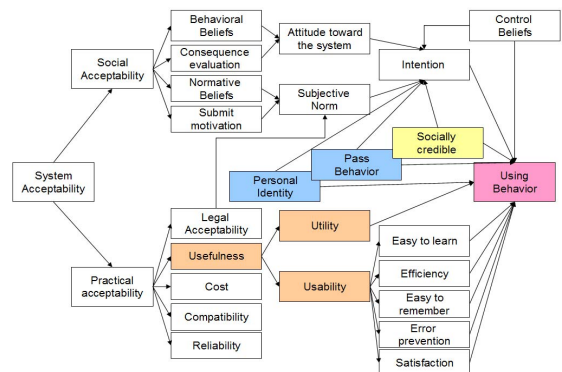 Behavioral
Beliefs
Consequence
evaluation
Normative
Beliefs
Submit
motivation
Attitude toward
the system
Subjective
Norm
Control
Beliefs
Intention
Social
Acceptability
Socially
credible
Pass
Behavior
Personal
Identity
Using
Behavior
System
Acceptability
Legal
Acceptability
Usefulness
Cost
Compatibility
Reliability
Practical
acceptability
Utility
Usability
Easy to learn
Efficiency
Easy to
remember
Error
prevention
Satisfaction